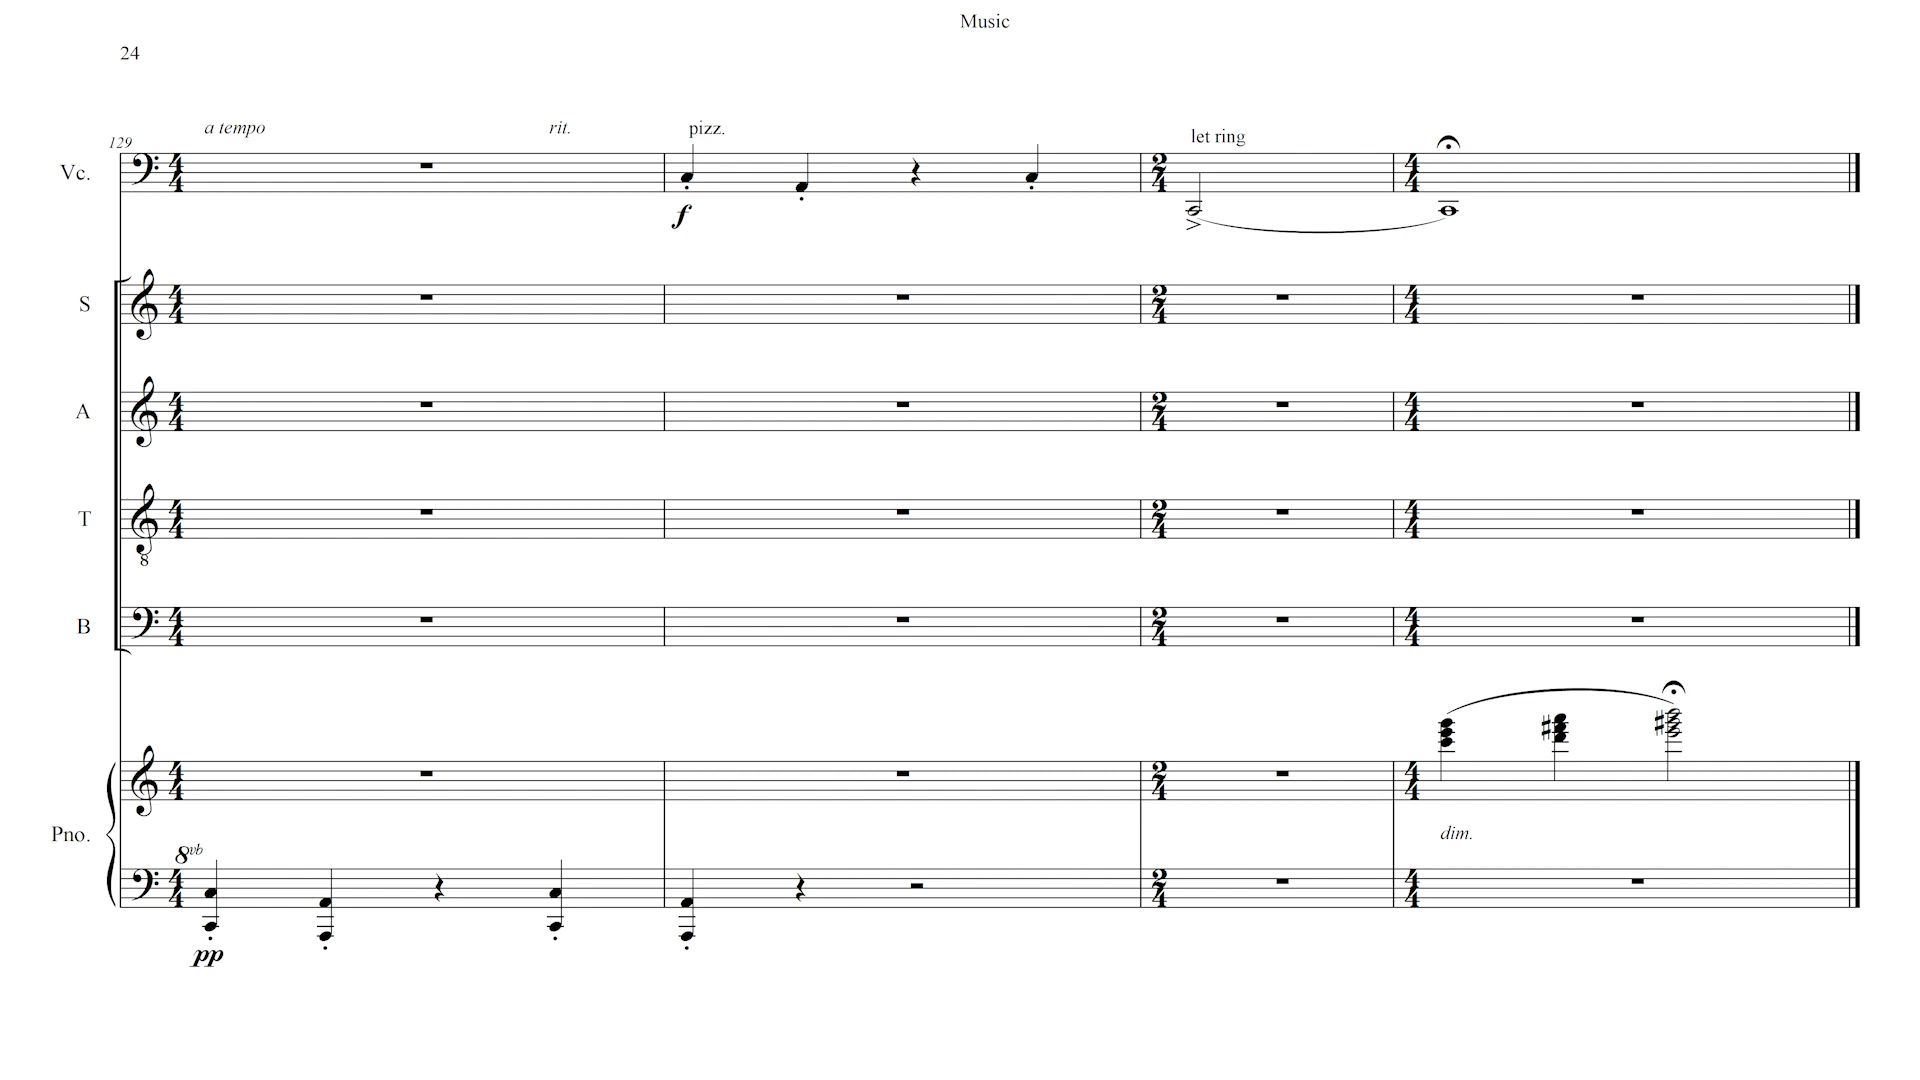 Music
24
129
a tempo rit. pizz. let ring
Vc.
f
S
A
T
8
B
Pno.
dim.
8vb
pp